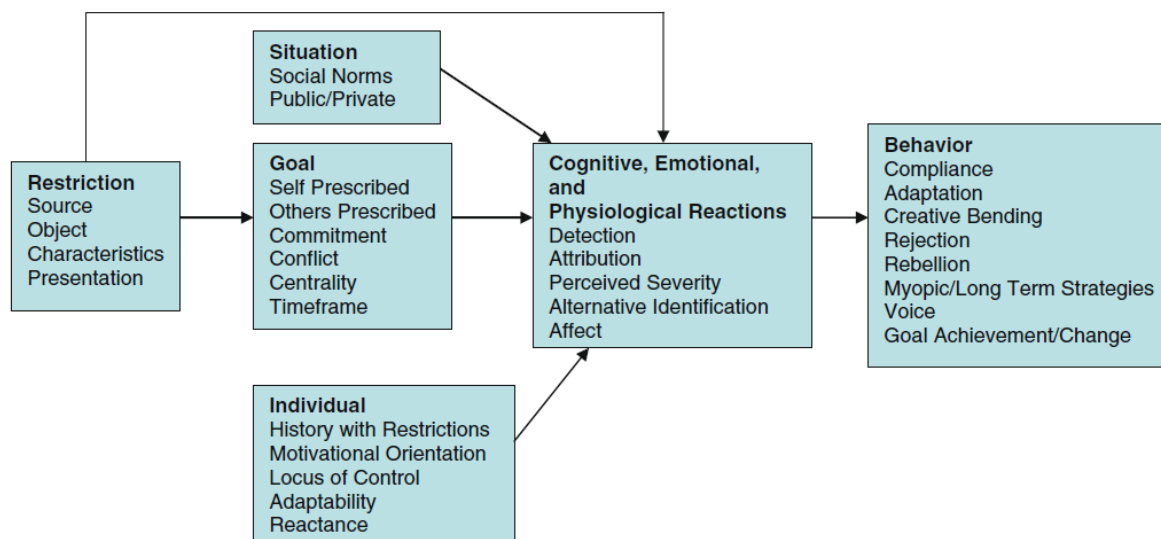 Situation
Social Norms
Public/Private
Restriction
Source
Object
Characteristics
Presentation
Goal
Self Prescribed
Others Prescribed
Commitment
Conflict
Centrality
Timeframe
Individual
History with Restrictions
Motivational Orientation
Locus of Control
Adaptability
Reactance
Cognitive, Emotional,
and
Physiological Reactions
Detection
Attribution
Perceived Severity
Alternative Identification
Affect
Behavior
Compliance
Adaptation
Creative Bending
Rejection
Rebellion
Myopic/Long Term Strategies
Voice
Goal Achievement/Change